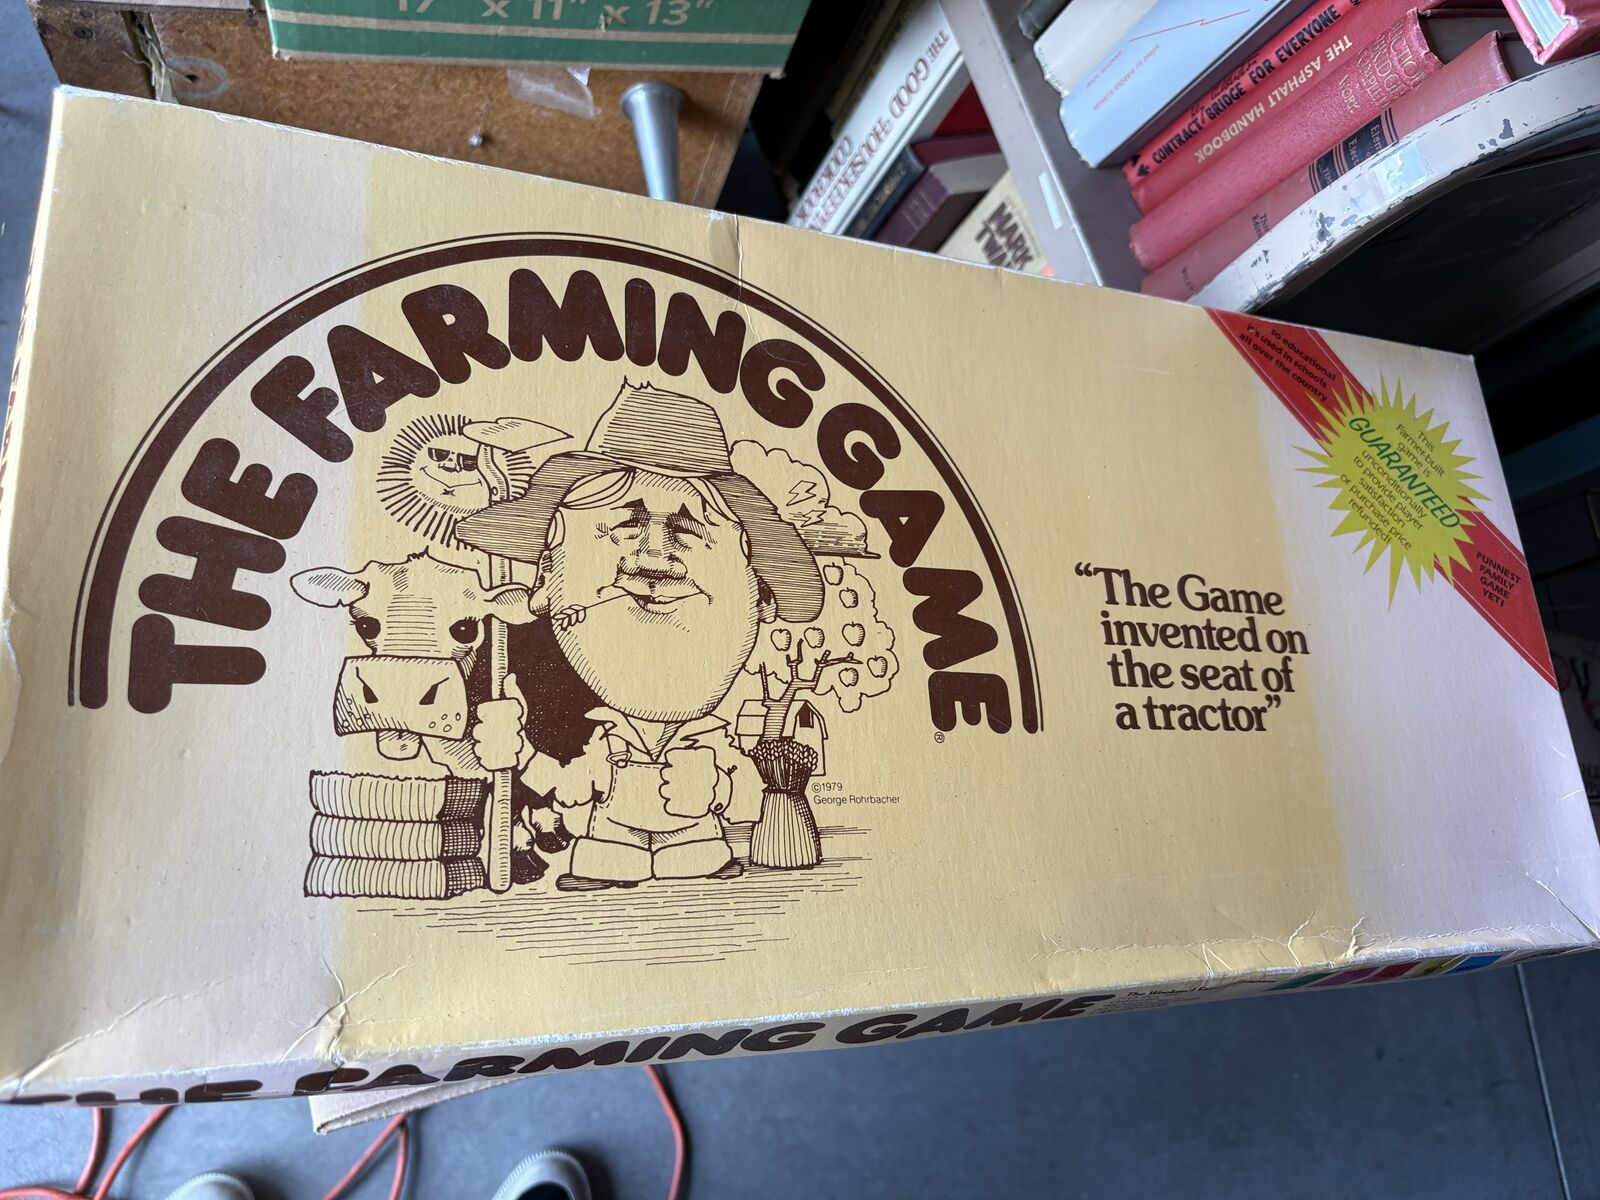 17" x 11" x 13"
THE GOOD HOUSEKEEPING
COOKBOOK
MARK
CONTRACT BRIDGE FOR EVERYONE
THE ASPHALT HANDBOOK
THE FARMING GAME
®
©1979
George Rohrbacher
"The Game
invented on
the seat of
a tractor"
so educational
it's used in schools
all over the country
This
Farmer-built
game is
GUARANTEED
unconditionally
to provide player
satisfaction
or purchase price
refunded!
FUNNEST
FAMILY
GAME
YET!
THE FARMING GAME